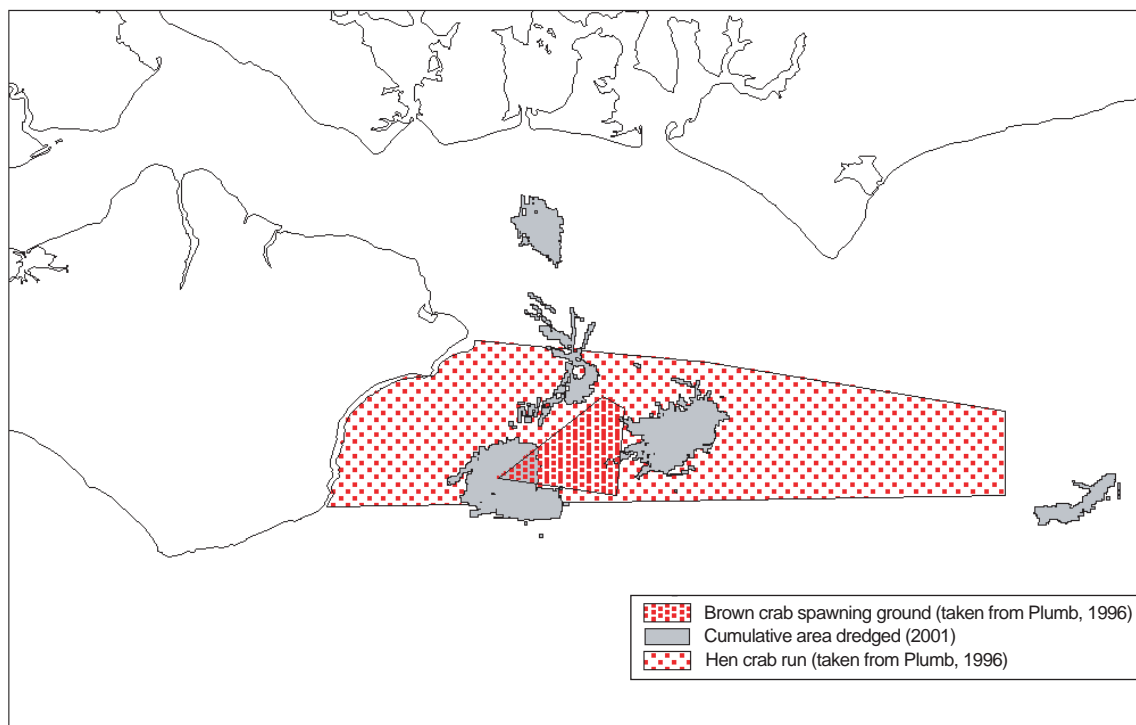 Brown crab spawning ground (taken from Plumb, 1996)
Cumulative area dredged (2001)
Hen crab run (taken from Plumb, 1996)